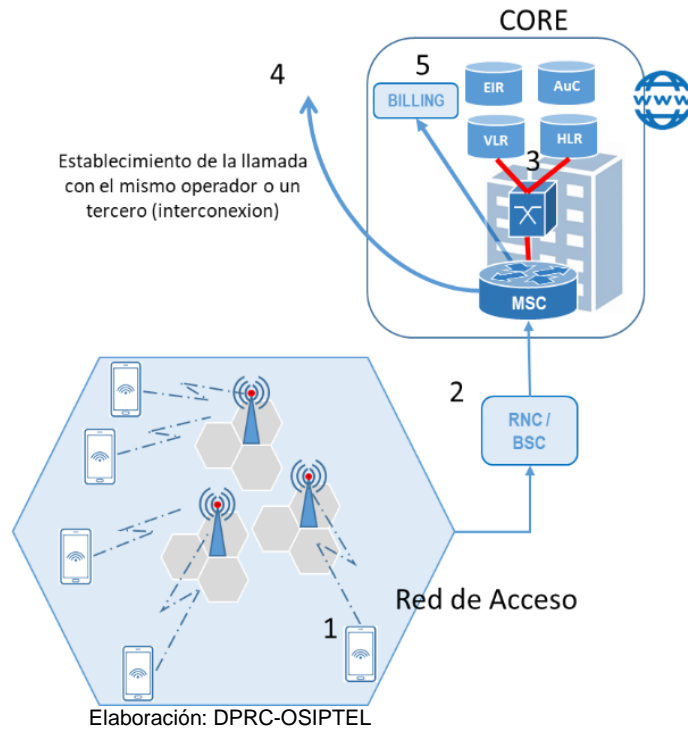 CORE
4
5
EIR
AuC
BILLING
WWW
VLR
HLR
3
Establecimiento de la llamada
con el mismo operador o un
tercero (interconexion)
MSC
2
RNC /
BSC
Red de Acceso
1
Elaboración: DPRC-OSIPTEL